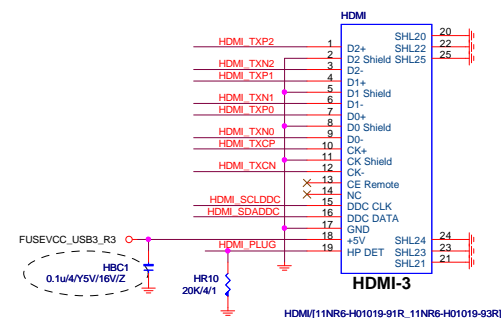 HDMI
HDMI_TXP2 1 D2+ SHL20 20
2 D2 Shield SHL22 22
HDMI_TXN2 3 D2- SHL25 25
HDMI_TXP1 4 D1+
5 D1 Shield
HDMI_TXN1 6 D1-
HDMI_TXP0 7 D0+
8 D0 Shield
HDMI_TXN0 9 D0-
HDMI_TXCP 10 CK+
11 CK Shield
HDMI_TXCN 12 CK-
13 CE Remote
14 NC
HDMI_SCLDDC 15 DDC CLK
HDMI_SDADDC 16 DDC DATA
17 GND
FUSEVCC_USB3_R3 18 +5V SHL24 24
HDMI_PLUG 19 HP DET SHL23 23
SHL21 21
HBC1
0.1u/4/Y5V/16V/Z
HR10
20K/4/1
HDMI-3
HDMI/[11NR6-H01019-91R_11NR6-H01019-93R]